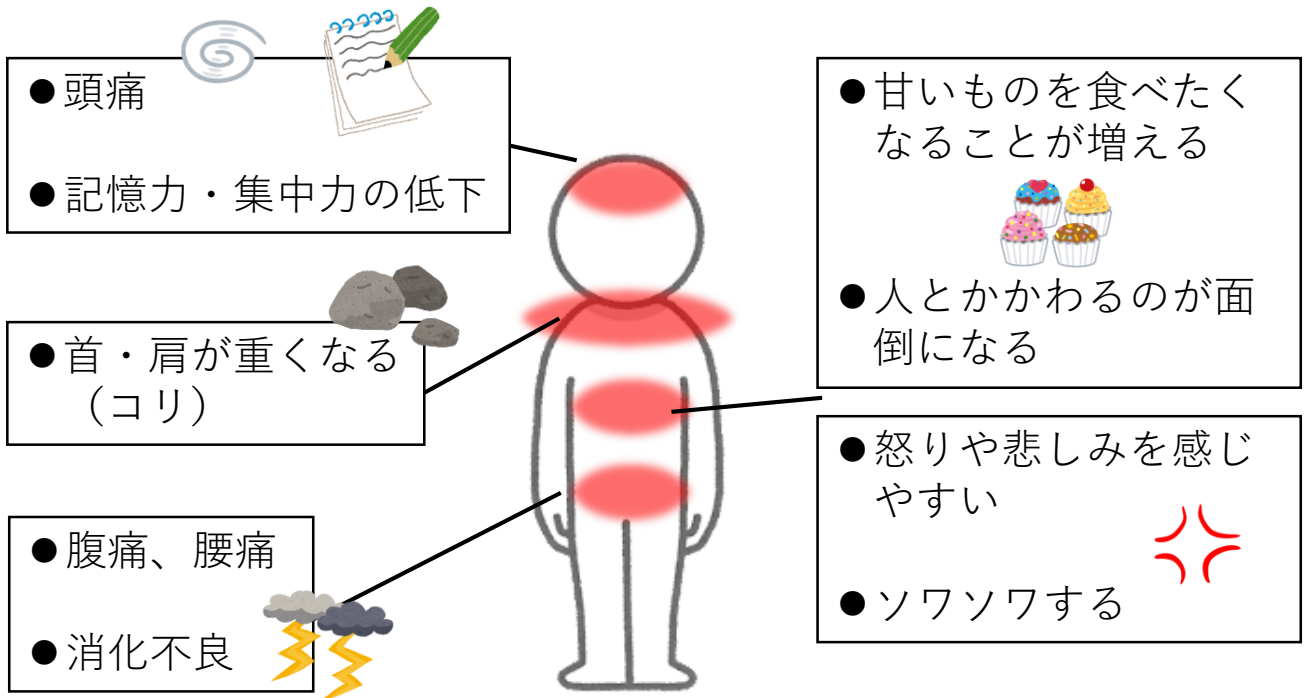 ●頭痛
●記憶力・集中力の低下
●首・肩が重くなる
（コリ）
●腹痛、腰痛
●消化不良
●甘いものを食べたく
なることが増える
●人とかかわるのが面
倒になる
●怒りや悲しみを感じ
やすい
●ソワソワする